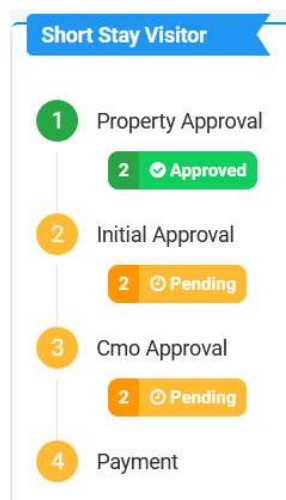 Short Stay Visitor
1 Property Approval
2 Approved
2 Initial Approval
2 Pending
3 Cmo Approval
2 Pending
4 Payment